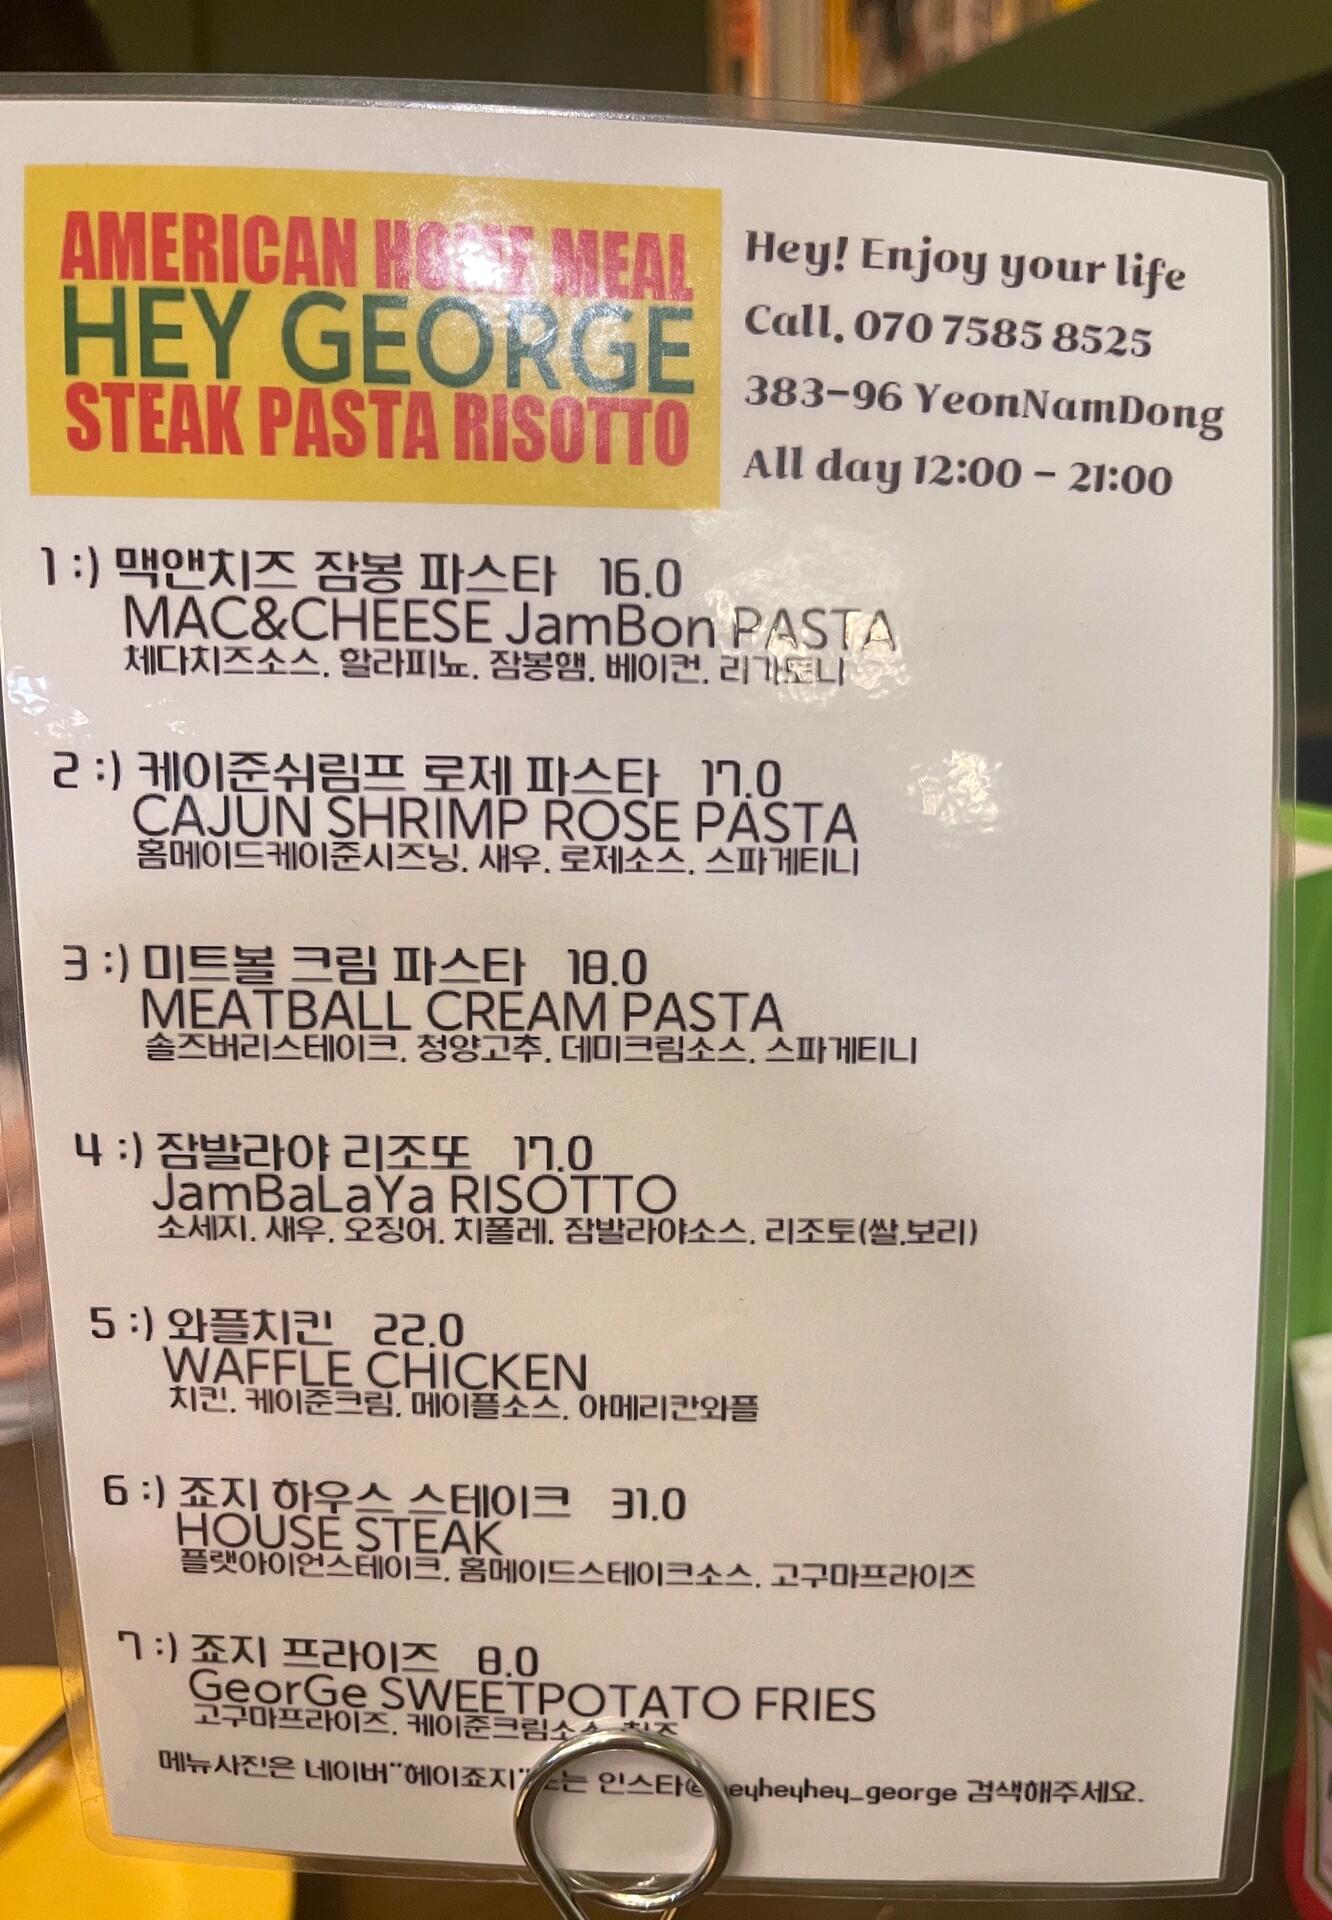 AMERICAN HOME MEAL
HEY GEORGE
STEAK PASTA RISOTTO
Hey! Enjoy your life
Call. 070 7585 8525
383-96 YeonNamDong
All day 12:00 - 21:00
1 :) 맥앤치즈 잠봉 파스타 16.0
MAC&CHEESE JamBon PASTA
체다치즈소스. 할라피뇨. 잠봉햄. 베이컨. 리가토니
2 :) 케이준쉬림프 로제 파스타 17.0
CAJUN SHRIMP ROSE PASTA
홈메이드케이준시즈닝. 새우. 로제소스. 스파게티니
3 :) 미트볼 크림 파스타 18.0
MEATBALL CREAM PASTA
솔즈버리스테이크. 청양고추. 데미크림소스. 스파게티니
4 :) 잠발라야 리조또 17.0
JamBaLaYa RISOTTO
소세지. 새우. 오징어. 치폴레. 잠발라야소스. 리조토(쌀.보리)
5 :) 와플치킨 22.0
WAFFLE CHICKEN
치킨. 케이준크림. 메이플소스. 아메리칸와플
6 :) 죠지 하우스 스테이크 31.0
HOUSE STEAK
플랫아이언스테이크. 홈메이드스테이크소스. 고구마프라이즈
7 :) 죠지 프라이즈 8.0
GeorGe SWEETPOTATO FRIES
고구마프라이즈. 케이준크림소스. 치즈
메뉴사진은 네이버"헤이죠지" 또는 인스타@heyheyhey_george 검색해주세요.